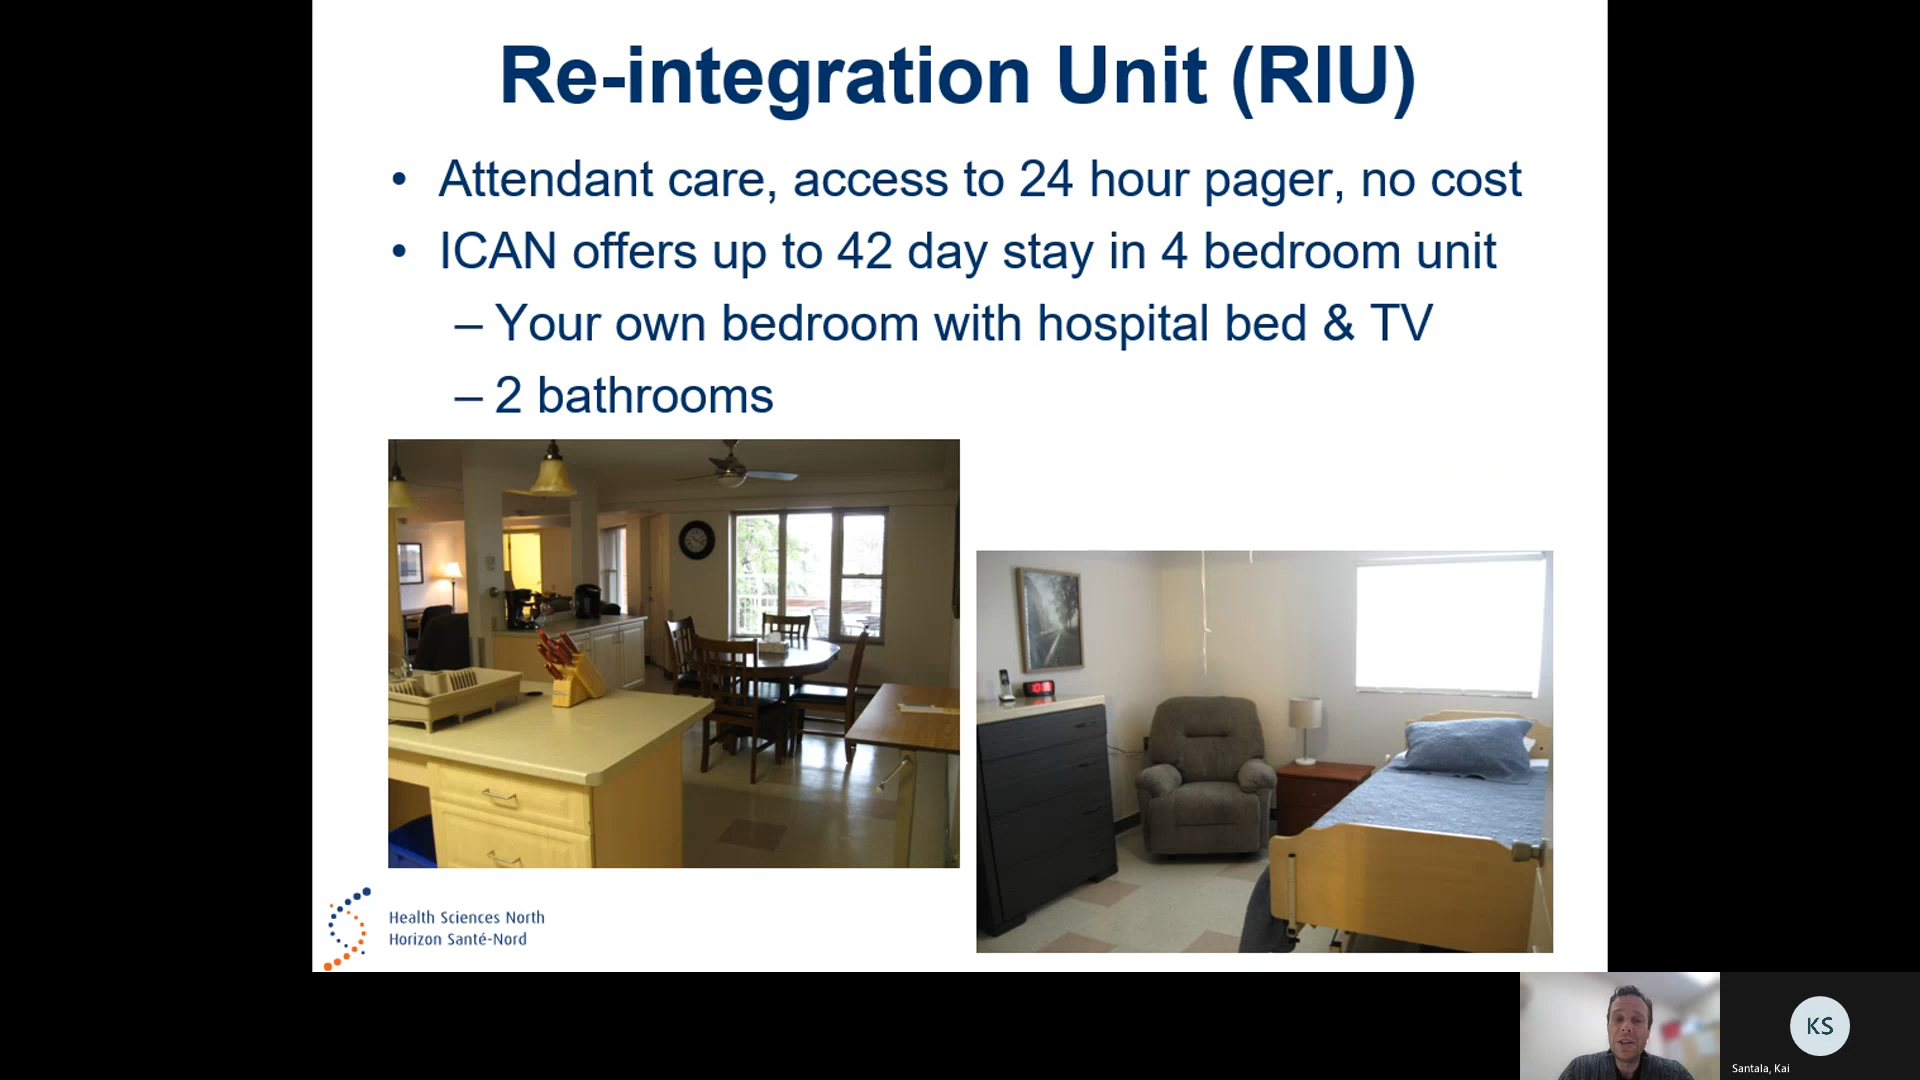 Re-integration Unit (RIU)
• Attendant care, access to 24 hour pager, no cost
• ICAN offers up to 42 day stay in 4 bedroom unit
– Your own bedroom with hospital bed & TV
– 2 bathrooms
Health Sciences North
Horizon Santé-Nord
KS
Santala, Kai